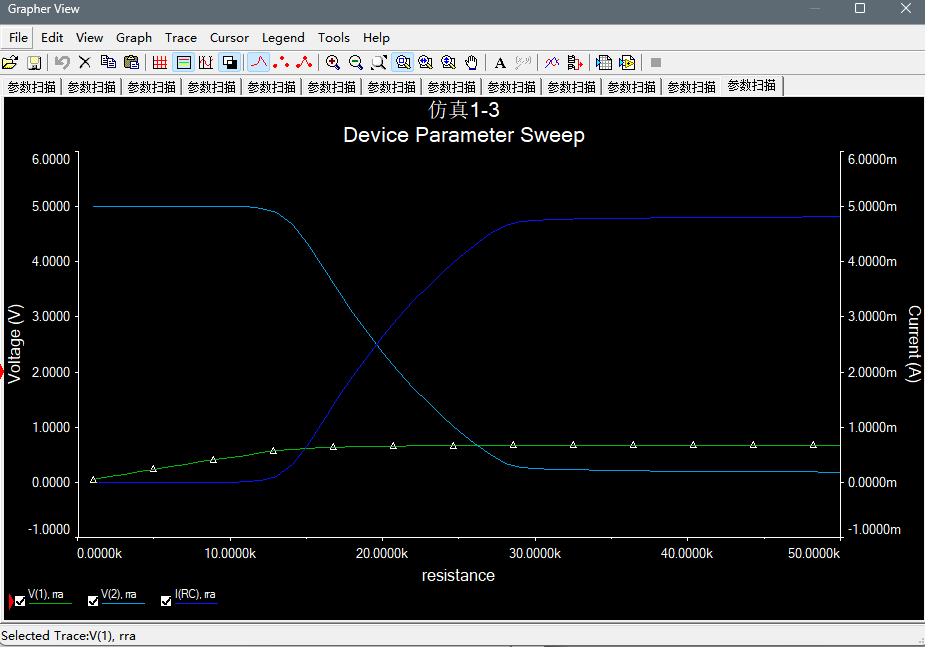 Grapher View
File Edit View Graph Trace Cursor Legend Tools Help
参数扫描 参数扫描 参数扫描 参数扫描 参数扫描 参数扫描 参数扫描 参数扫描 参数扫描 参数扫描 参数扫描 参数扫描 参数扫描
仿真1-3
Device Parameter Sweep
6.0000 6.0000m
5.0000 5.0000m
4.0000 4.0000m
3.0000 3.0000m
2.0000 2.0000m
1.0000 1.0000m
0.0000 0.0000m
-1.0000 -1.0000m
Voltage (V)
Current (A)
0.0000k 10.0000k 20.0000k 30.0000k 40.0000k 50.0000k
resistance
V(1), rra V(2), rra I(RC), rra
Selected Trace:V(1), rra